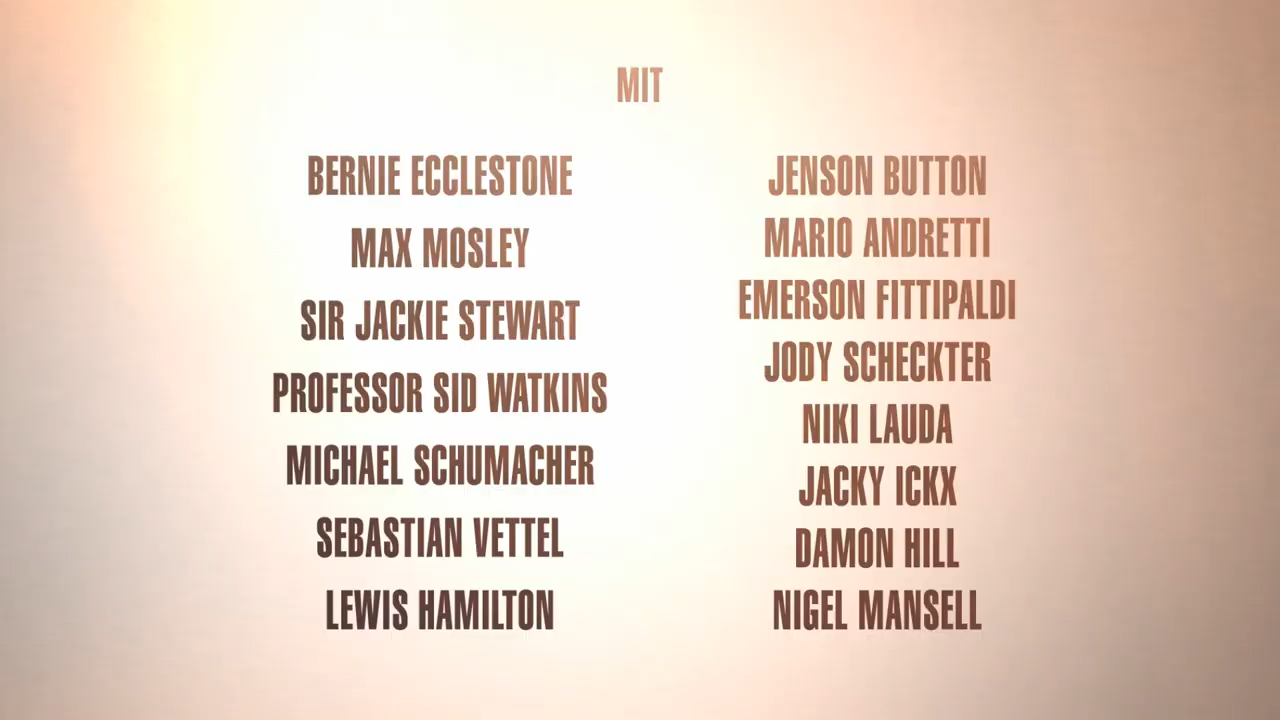 MIT
BERNIE ECCLESTONE
MAX MOSLEY
SIR JACKIE STEWART
PROFESSOR SID WATKINS
MICHAEL SCHUMACHER
SEBASTIAN VETTEL
LEWIS HAMILTON
JENSON BUTTON
MARIO ANDRETTI
EMERSON FITTIPALDI
JODY SCHECKTER
NIKI LAUDA
JACKY ICKX
DAMON HILL
NIGEL MANSELL